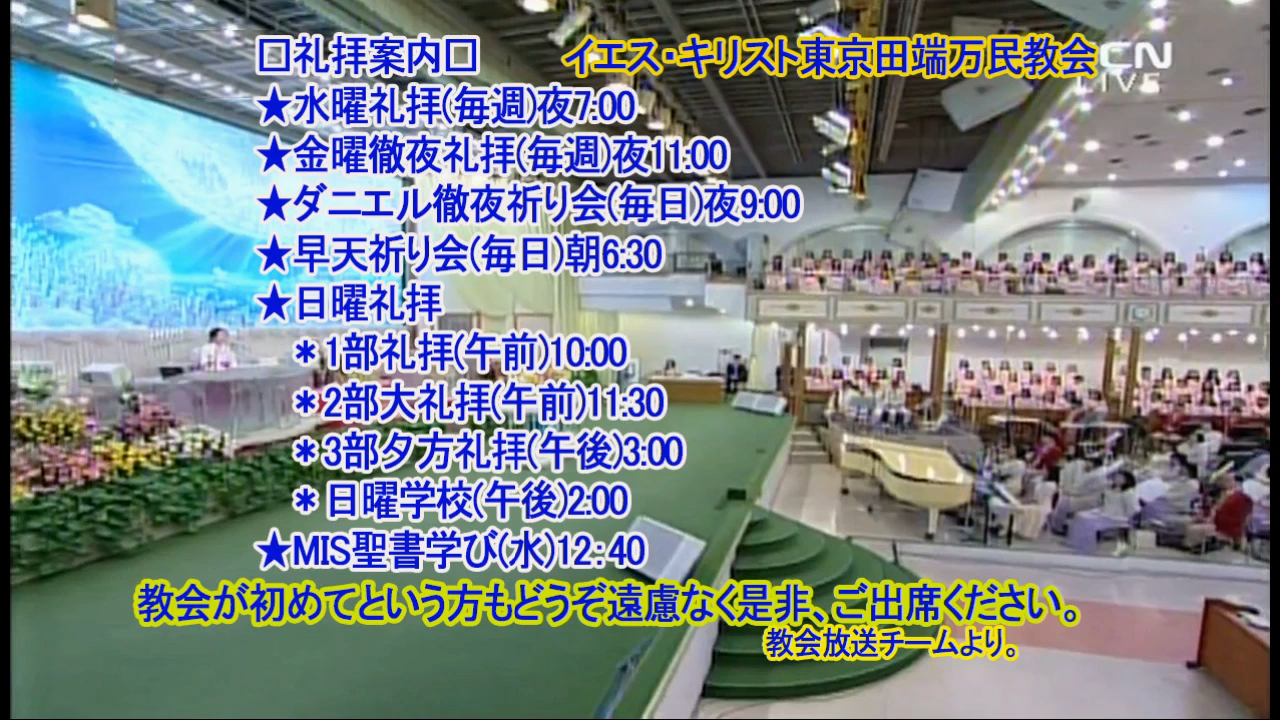 □礼拝案内□ イエス・キリスト東京田端万民教会 CN
LIVE
★水曜礼拝(毎週)夜7:00
★金曜徹夜礼拝(毎週)夜11:00
★ダニエル徹夜祈り会(毎日)夜9:00
★早天祈り会(毎日)朝6:30
★日曜礼拝
＊1部礼拝(午前)10:00
＊2部大礼拝(午前)11:30
＊3部夕方礼拝(午後)3:00
＊日曜学校(午後)2:00
★MIS聖書学び(水)12:40
教会が初めてという方もどうぞ遠慮なく是非、ご出席ください。
教会放送チームより。